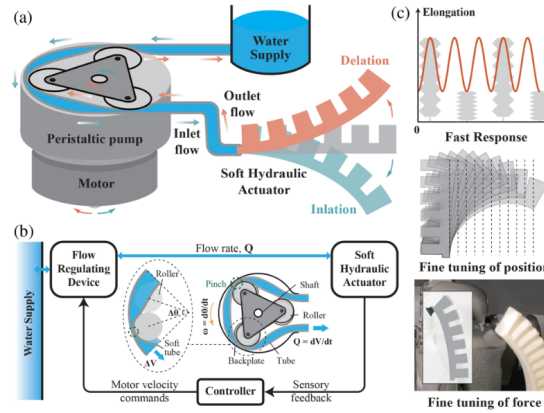 (a)
Water
Supply
Delation
Outlet
flow
Peristaltic pump
Inlet
flow
Soft Hydraulic
Actuator
Motor
Inlation
(b)
Water Supply
Flow
Regulating
Device
Flow rate, Q
Soft
Hydraulic
Actuator
Roller
Δθ
Soft
tube
ΔV
Pinch
ω = dθ/dt
Shaft
Roller
Q = dV/dt
Backplate
Tube
Motor velocity
commands
Controller
Sensory
feedback
(c)
Elongation
0
t
Fast Response
Fine tuning of position
Fine tuning of force